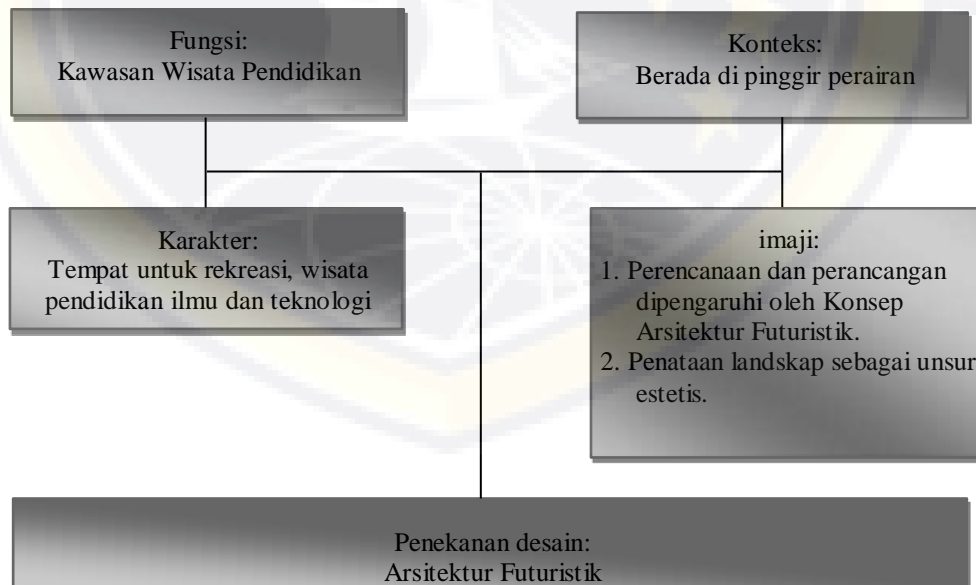 Fungsi:
Kawasan Wisata Pendidikan
Konteks:
Berada di pinggir perairan
Karakter:
Tempat untuk rekreasi, wisata
pendidikan ilmu dan teknologi
imaji:
1. Perencanaan dan perancangan
dipengaruhi oleh Konsep
Arsitektur Futuristik.
2. Penataan landskap sebagai unsur
estetis.
Penekanan desain:
Arsitektur Futuristik